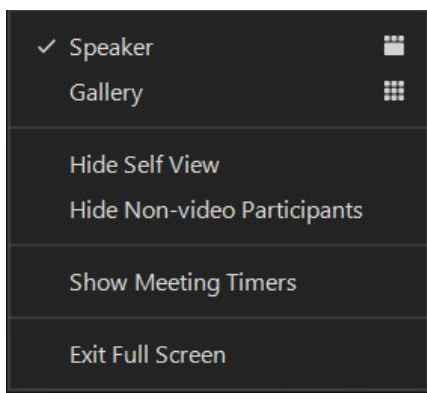 Speaker
Gallery
Hide Self View
Hide Non-video Participants
Show Meeting Timers
Exit Full Screen